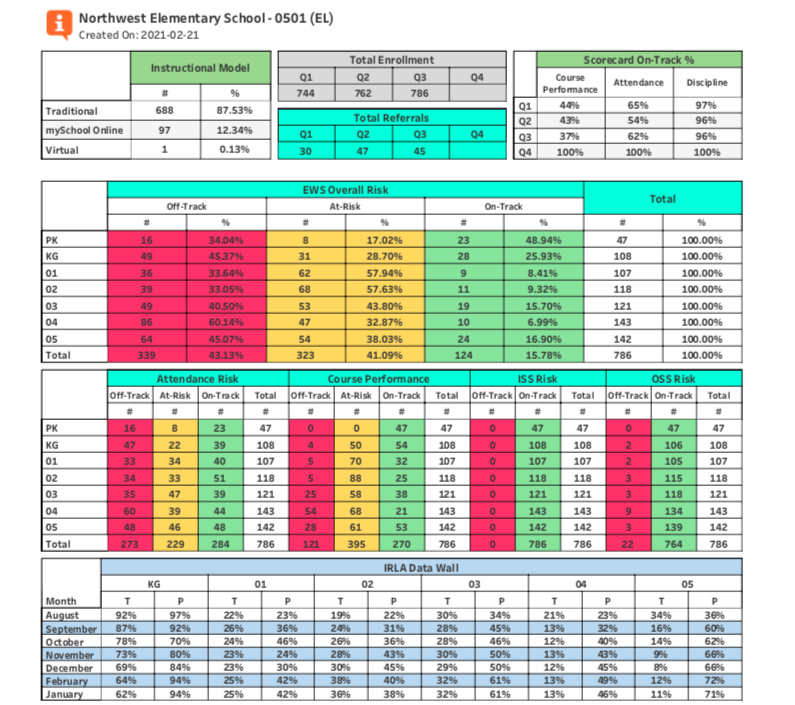 Northwest Elementary School - 0501 (EL)
Created On: 2021-02-21
Instructional Model
# %
Traditional 688 87.53%
mySchool Online 97 12.34%
Virtual 1 0.13%
Total Enrollment
Q1 Q2 Q3 Q4
744 762 786
Total Referrals
Q1 Q2 Q3 Q4
30 47 45
Scorecard On-Track %
Course Performance Attendance Discipline
Q1 44% 65% 97%
Q2 43% 54% 96%
Q3 37% 62% 96%
Q4 100% 100% 100%
EWS Overall Risk Total
Off-Track At-Risk On-Track
# % # % # % # %
PK 16 34.04% 8 17.02% 23 48.94% 47 100.00%
KG 49 45.37% 31 28.70% 28 25.93% 108 100.00%
01 36 33.64% 62 57.94% 9 8.41% 107 100.00%
02 39 33.05% 68 57.63% 11 9.32% 118 100.00%
03 49 40.50% 53 43.80% 19 15.70% 121 100.00%
04 86 60.14% 47 32.87% 10 6.99% 143 100.00%
05 64 45.07% 54 38.03% 24 16.90% 142 100.00%
Total 339 43.13% 323 41.09% 124 15.78% 786 100.00%
Attendance Risk Course Performance ISS Risk OSS Risk
Off-Track At-Risk On-Track Total Off-Track At-Risk On-Track Total Off-Track On-Track Total Off-Track On-Track Total
# # # # # # # # # # # # # #
PK 16 8 23 47 0 0 47 47 0 47 47 0 47 47
KG 47 22 39 108 4 50 54 108 0 108 108 2 106 108
01 33 34 40 107 5 70 32 107 0 107 107 2 105 107
02 34 33 51 118 5 88 25 118 0 118 118 3 115 118
03 35 47 39 121 25 58 38 121 0 121 121 3 118 121
04 60 39 44 143 54 68 21 143 0 143 143 9 134 143
05 48 46 48 142 28 61 53 142 0 142 142 3 139 142
Total 273 229 284 786 121 395 270 786 0 786 786 22 764 786
IRLA Data Wall
KG 01 02 03 04 05
Month T P T P T P T P T P T P
August 92% 97% 22% 23% 19% 22% 30% 34% 21% 23% 34% 36%
September 87% 92% 26% 36% 24% 31% 28% 45% 13% 32% 16% 60%
October 78% 70% 24% 46% 26% 36% 28% 46% 12% 40% 14% 62%
November 73% 80% 23% 24% 28% 43% 30% 50% 13% 43% 9% 66%
December 69% 84% 23% 30% 30% 45% 29% 50% 12% 45% 8% 66%
February 64% 94% 25% 42% 38% 40% 32% 61% 13% 49% 12% 72%
January 62% 94% 25% 42% 36% 38% 32% 61% 13% 46% 11% 71%